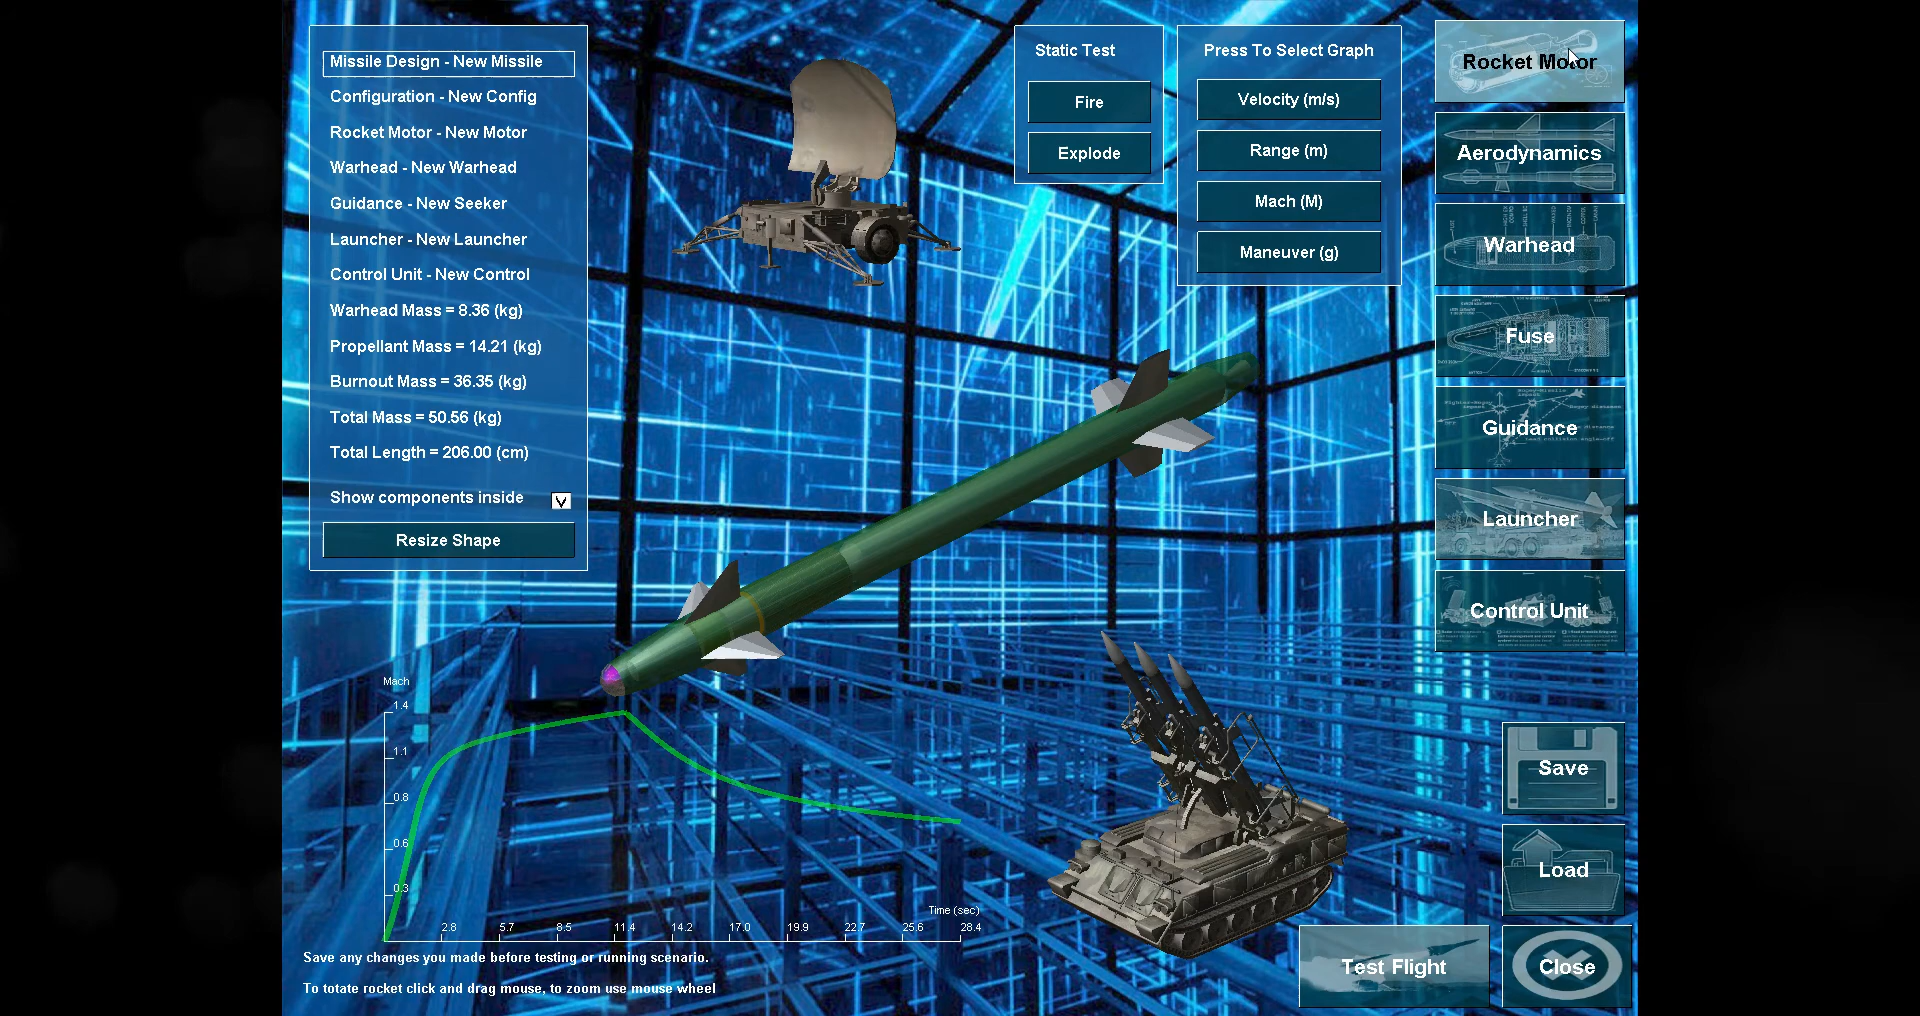 Missile Design - New Missile
Configuration - New Config
Rocket Motor - New Motor
Warhead - New Warhead
Guidance - New Seeker
Launcher - New Launcher
Control Unit - New Control
Warhead Mass = 8.36 (kg)
Propellant Mass = 14.21 (kg)
Burnout Mass = 36.35 (kg)
Total Mass = 50.56 (kg)
Total Length = 206.00 (cm)
Show components inside
V
Resize Shape
Static Test
Fire
Explode
Press To Select Graph
Velocity (m/s)
Range (m)
Mach (M)
Maneuver (g)
Rocket Motor
Aerodynamics
Warhead
Fuse
Guidance
Launcher
Control Unit
Save
Load
Test Flight
Close
Mach
1.4
1.1
0.8
0.6
0.3
Time (sec)
2.8 5.7 8.5 11.4 14.2 17.0 19.9 22.7 25.6 28.4
Save any changes you made before testing or running scenario.
To totate rocket click and drag mouse, to zoom use mouse wheel